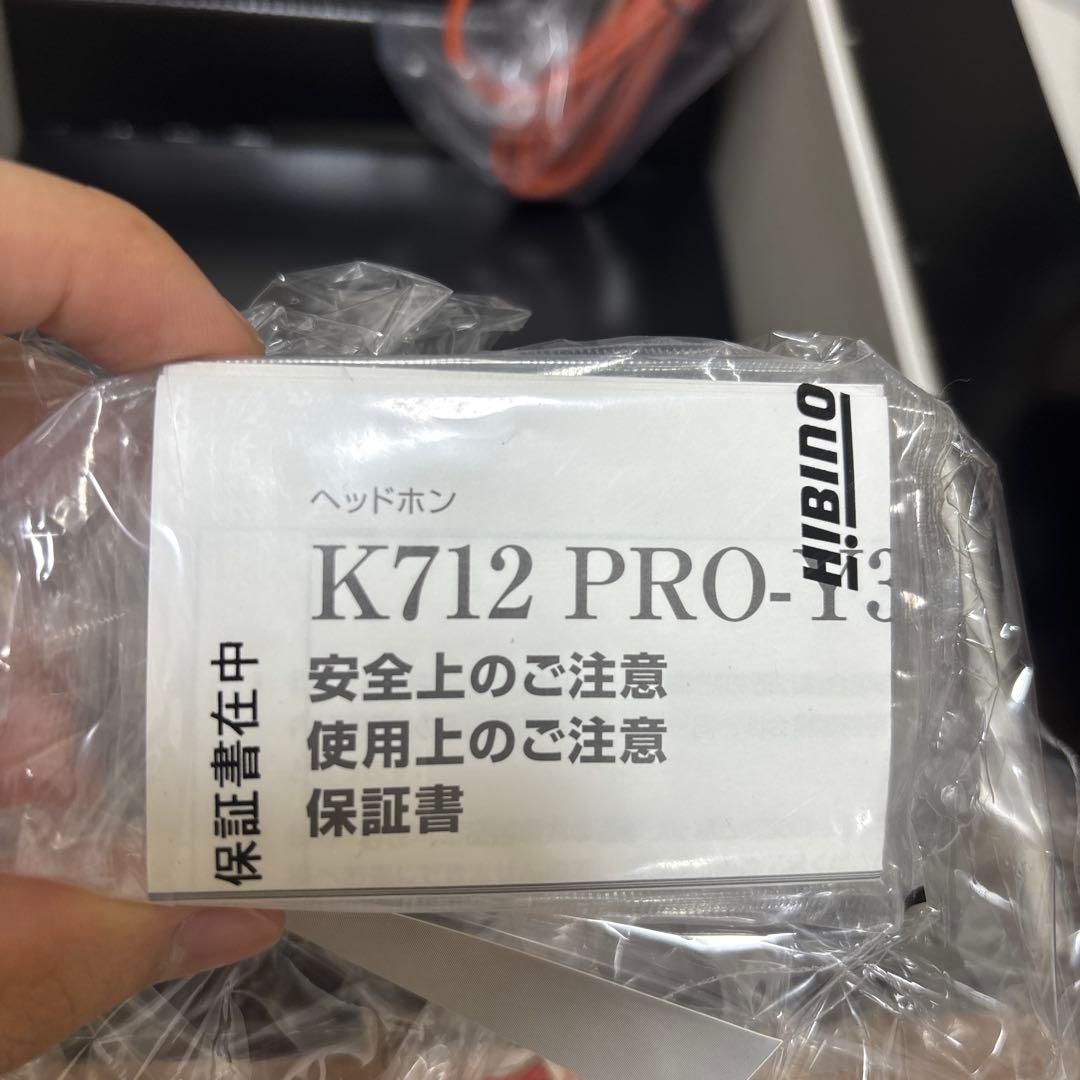 ヘッドホン
K712 PRO-Y3
安全上のご注意
使用上のご注意
保証書
保証書在中
HIBINO